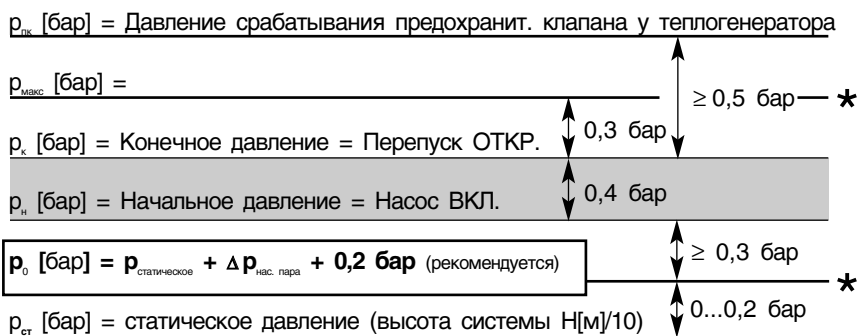 pпк [бар] = Давление срабатывания предохранит. клапана у теплогенератора
pмакс [бар] =
≥ 0,5 бар *
pк [бар] = Конечное давление = Перепуск ОТКР.
0,3 бар
pн [бар] = Начальное давление = Насос ВКЛ.
0,4 бар
p0 [бар] = pстатическое + Δ pнас. пара + 0,2 бар (рекомендуется)
≥ 0,3 бар
*
pст [бар] = статическое давление (высота системы H[м]/10)
0...0,2 бар